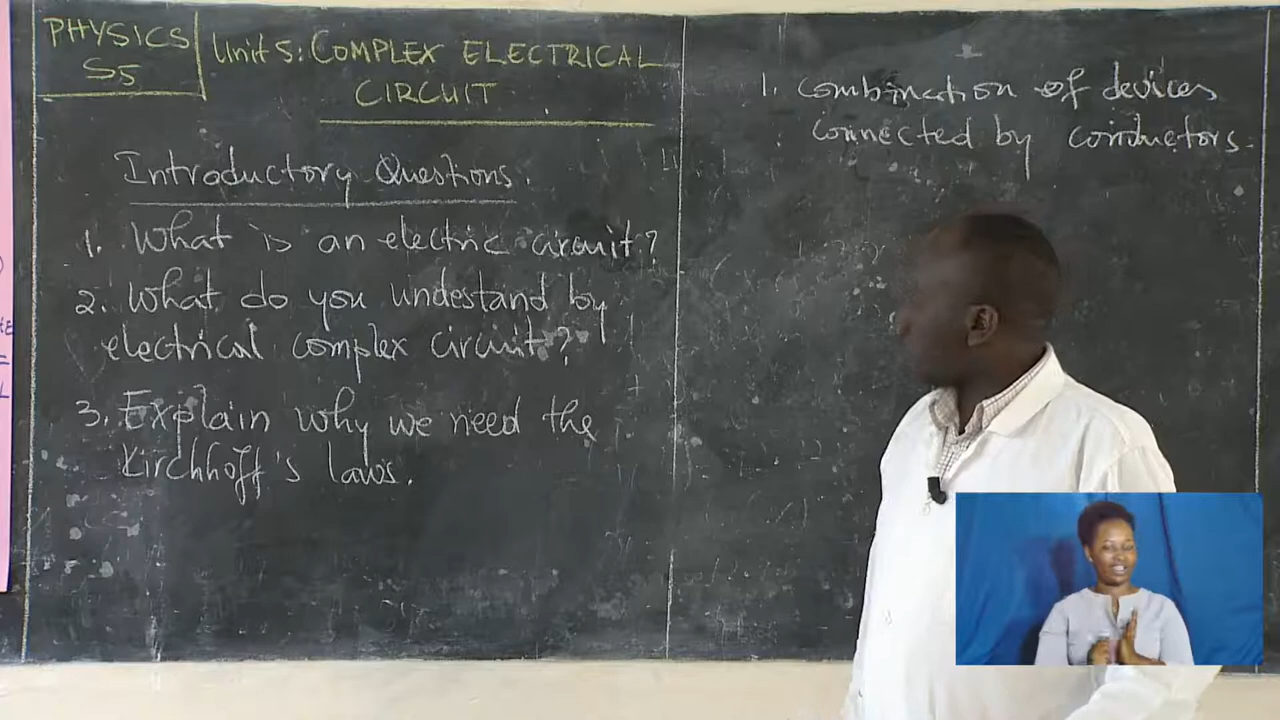 PHYSICS
S5
Unit 5: COMPLEX ELECTRICAL
CIRCUIT
Introductory Questions.
1. What is an electric circuit?
2. What do you undestand by
electrical complex circuit?
3. Explain why we need the
Kirchhoff's laws.
1. combination of devices
connected by conductors.